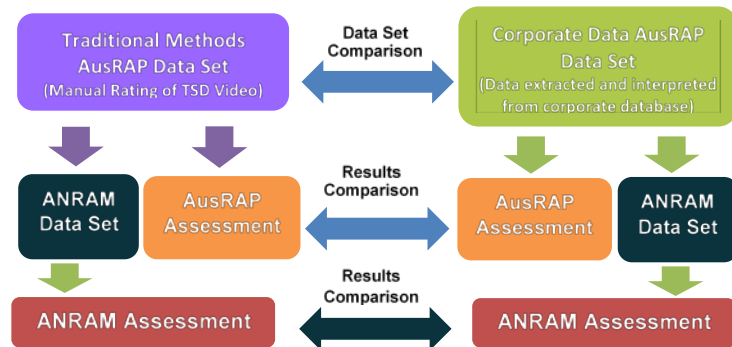 Traditional Methods
AusRAP Data Set
(Manual Rating of TSD Video)
Data Set
Comparison
Corporate Data AusRAP
Data Set
(Data extracted and interpreted
from corporate database)
ANRAM
Data Set
AusRAP
Assessment
Results
Comparison
AusRAP
Assessment
ANRAM
Data Set
ANRAM Assessment
Results
Comparison
ANRAM Assessment